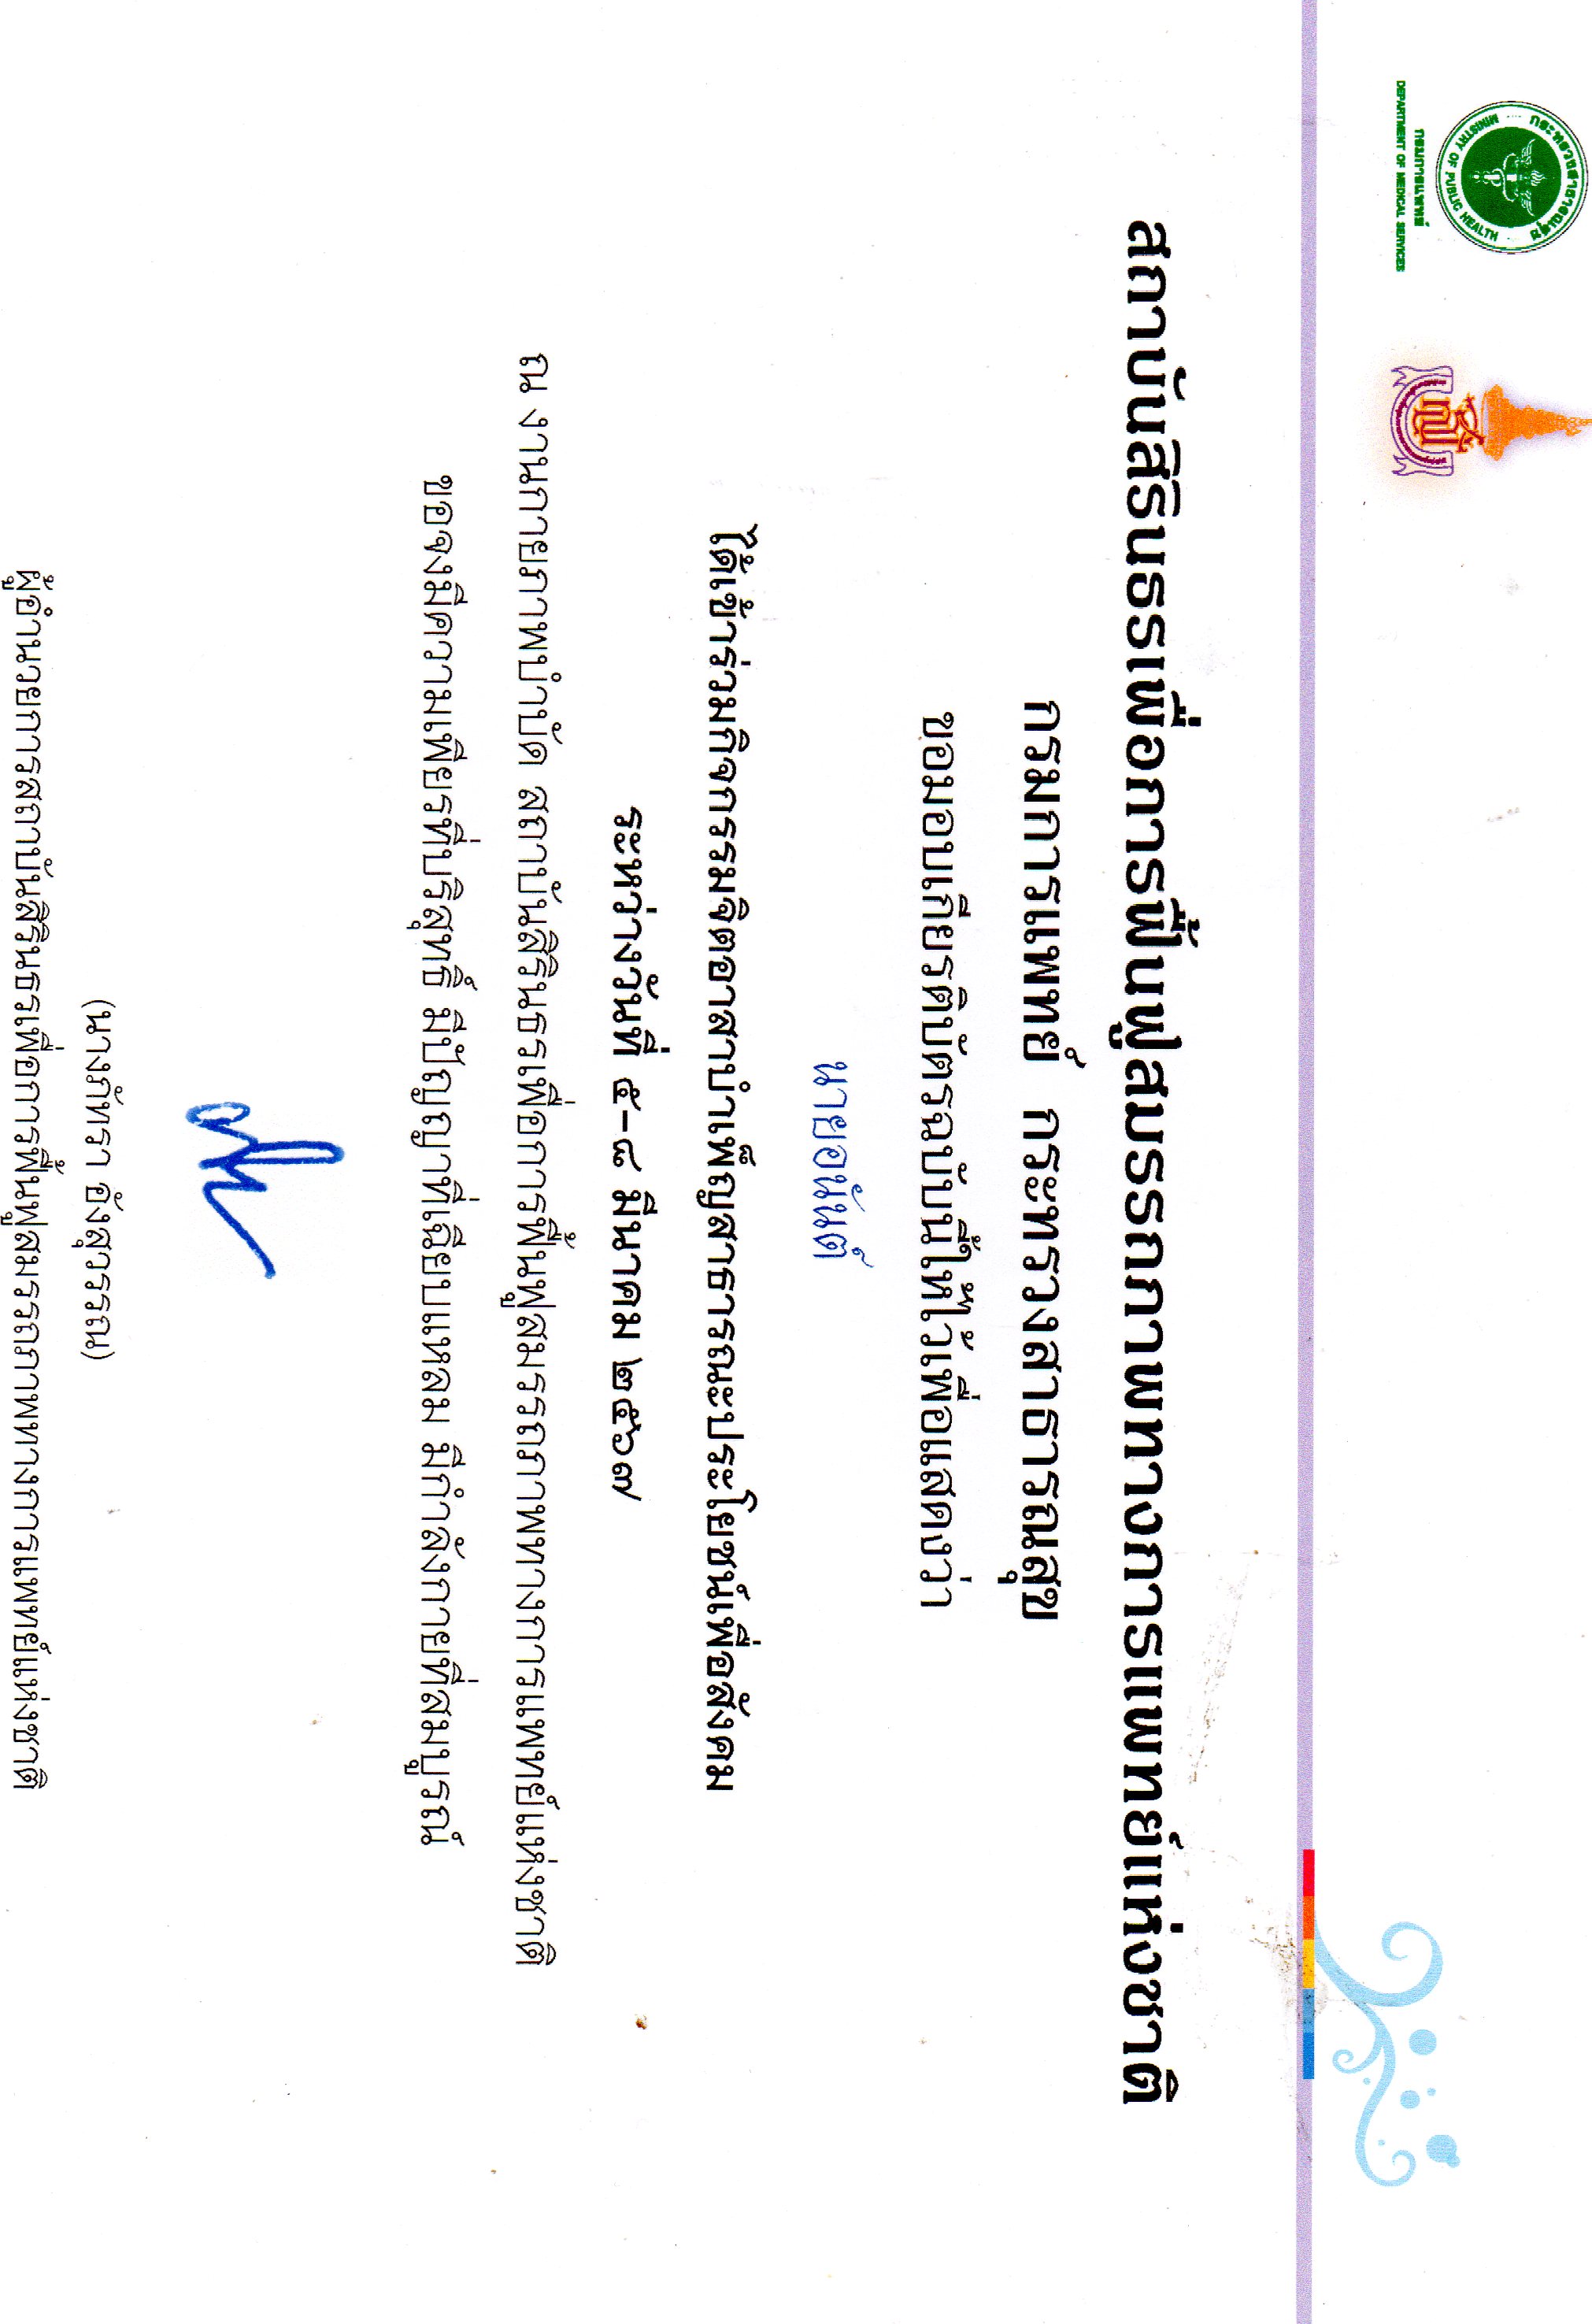 กระทรวงสาธารณสุข
MINISTRY OF PUBLIC HEALTH
กรมการแพทย์
DEPARTMENT OF MEDICAL SERVICES
สถาบันสิรินธรเพื่อการฟื้นฟูสมรรถภาพทางการแพทย์แห่งชาติ
กรมการแพทย์ กระทรวงสาธารณสุข
ขอมอบเกียรติบัตรฉบับนี้ให้ไว้เพื่อแสดงว่า
นายอนันต์
ได้เข้าร่วมกิจกรรมจิตอาสาบำเพ็ญสาธารณะประโยชน์เพื่อสังคม
ระหว่างวันที่ ๕-๘ มีนาคม ๒๕๖๗
ณ งานกายภาพบำบัด สถาบันสิรินธรเพื่อการฟื้นฟูสมรรถภาพทางการแพทย์แห่งชาติ
ขอจงมีความเพียรที่บริสุทธิ์ มีปัญญาที่เฉียบแหลม มีกำลังกายที่สมบูรณ์
(นางภัทรา อังสุวรรณ)
ผู้อำนวยการสถาบันสิรินธรเพื่อการฟื้นฟูสมรรถภาพทางการแพทย์แห่งชาติ